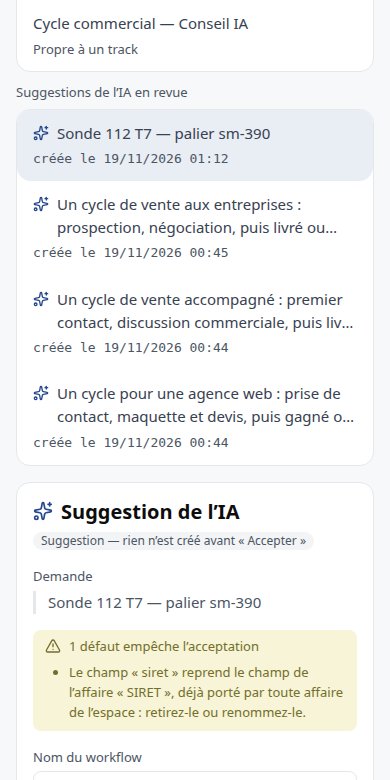 Cycle commercial — Conseil IA
Propre à un track
Suggestions de l’IA en revue
Sonde 112 T7 — palier sm-390
créée le 19/11/2026 01:12
Un cycle de vente aux entreprises :
prospection, négociation, puis livré ou…
créée le 19/11/2026 00:45
Un cycle de vente accompagné : premier
contact, discussion commerciale, puis liv…
créée le 19/11/2026 00:44
Un cycle pour une agence web : prise de
contact, maquette et devis, puis gagné o…
créée le 19/11/2026 00:44
Suggestion de l’IA
Suggestion — rien n’est créé avant « Accepter »
Demande
Sonde 112 T7 — palier sm-390
1 défaut empêche l’acceptation
• Le champ « siret » reprend le champ de
l’affaire « SIRET », déjà porté par toute affaire
de l’espace : retirez-le ou renommez-le.
Nom du workflow